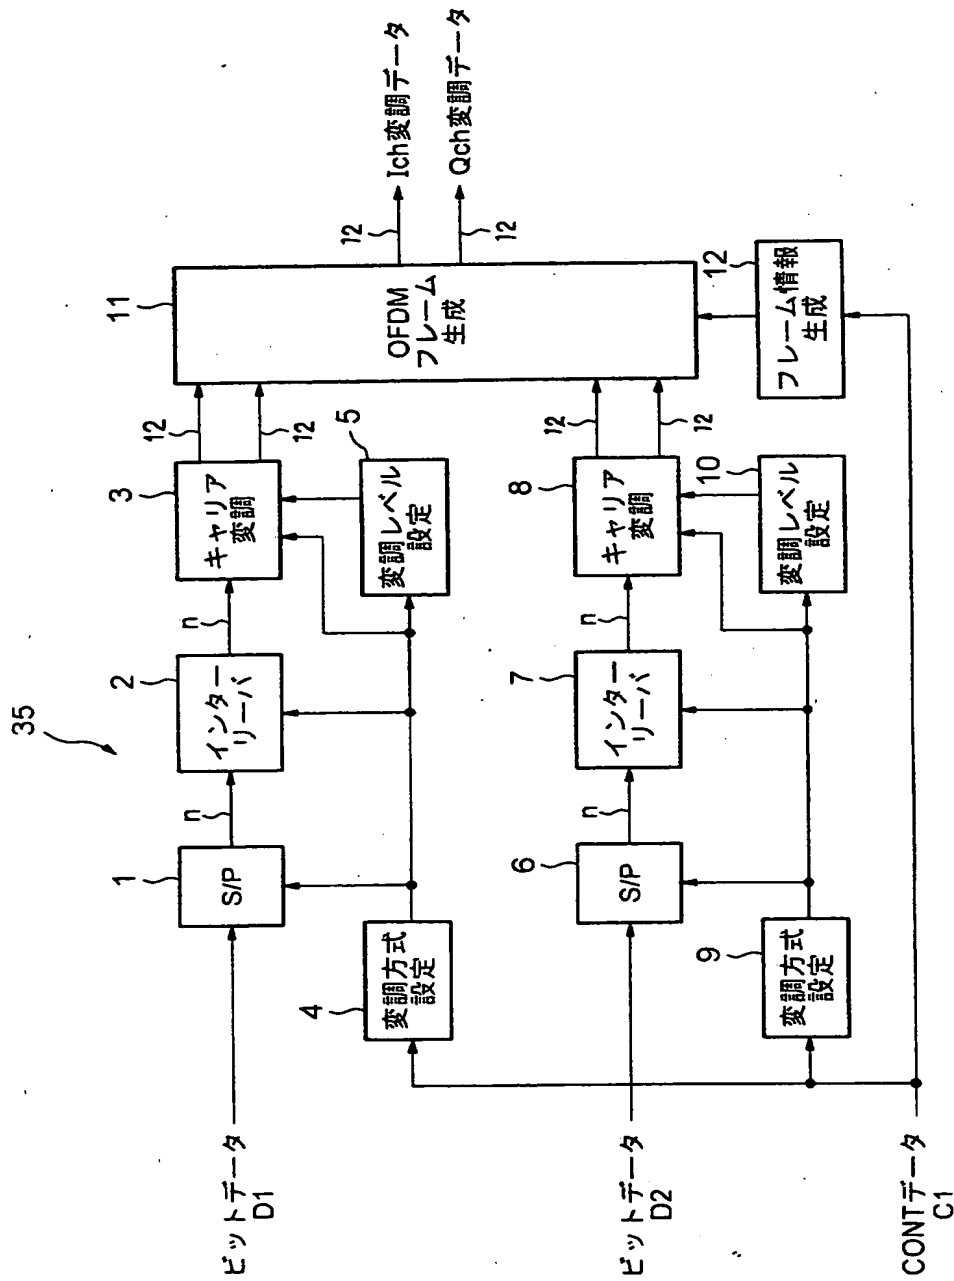 35
ビットデータ
D1
1
S/P
n
2
インター
リーバ
n
3
キャリア
変調
12
12
4
変調方式
設定
5
変調レベル
設定
11
OFDM
フレーム
生成
12
Ich変調データ
12
Qch変調データ
ビットデータ
D2
6
S/P
n
7
インター
リーバ
n
8
キャリア
変調
12
12
9
変調方式
設定
10
変調レベル
設定
12
フレーム情報
生成
CONTデータ
C1